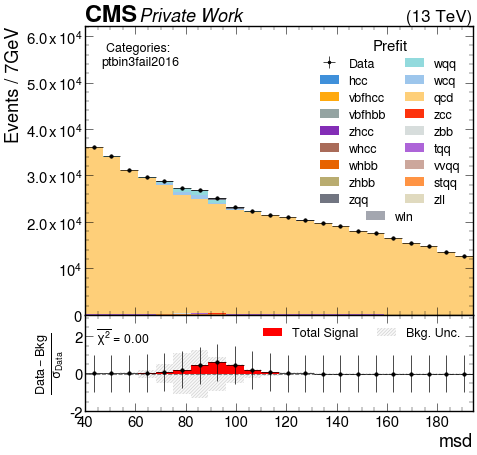 CMS Private Work (13 TeV)
Events / 7GeV
6.0×10⁴
5.0×10⁴
4.0×10⁴
3.0×10⁴
2.0×10⁴
10⁴
0
Categories:
ptbin3fail2016
Prefit
Data
hcc
vbfhcc
vbfhbb
zhcc
whcc
whbb
zhbb
zqq
wqq
wcq
qcd
zcc
zbb
tqq
vvqq
stqq
zll
wln
Data - Bkg
σData
2
0
-2
χ² = 0.00
Total Signal
Bkg. Unc.
40 60 80 100 120 140 160 180
msd